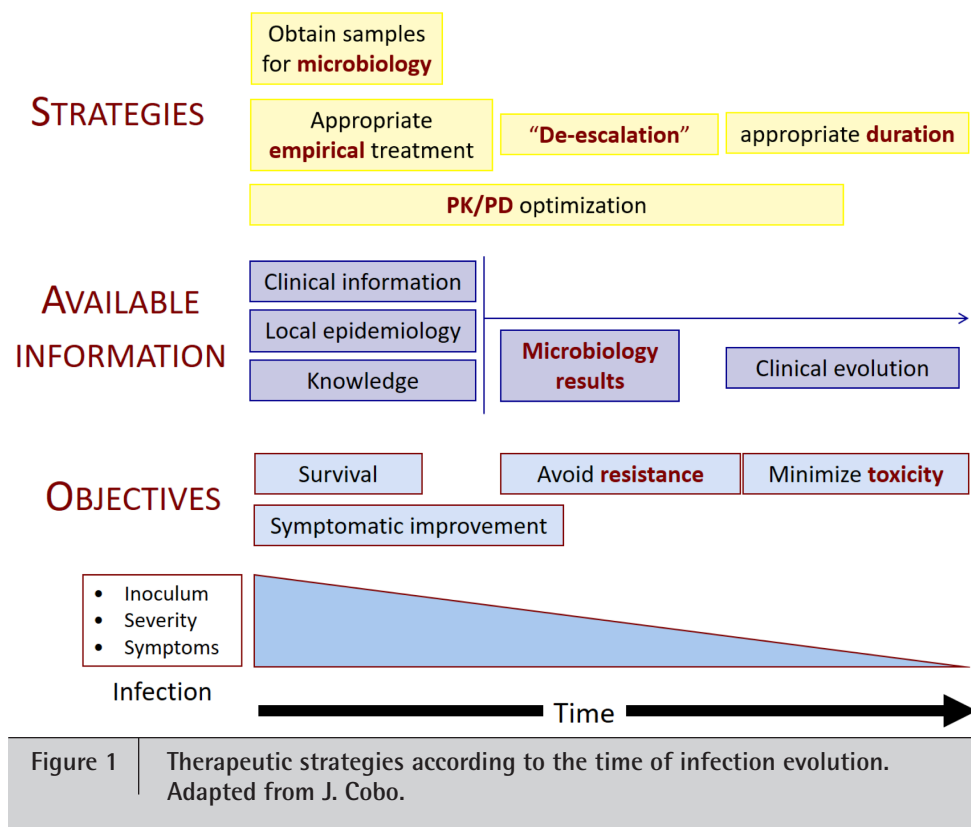 Obtain samples
for microbiology
STRATEGIES
Appropriate
empirical treatment
“De-escalation”
appropriate duration
PK/PD optimization
AVAILABLE
INFORMATION
Clinical information
Local epidemiology
Knowledge
Microbiology
results
Clinical evolution
OBJECTIVES
Survival
Avoid resistance
Minimize toxicity
Symptomatic improvement
• Inoculum
• Severity
• Symptoms
Infection
Time
Figure 1
Therapeutic strategies according to the time of infection evolution.
Adapted from J. Cobo.